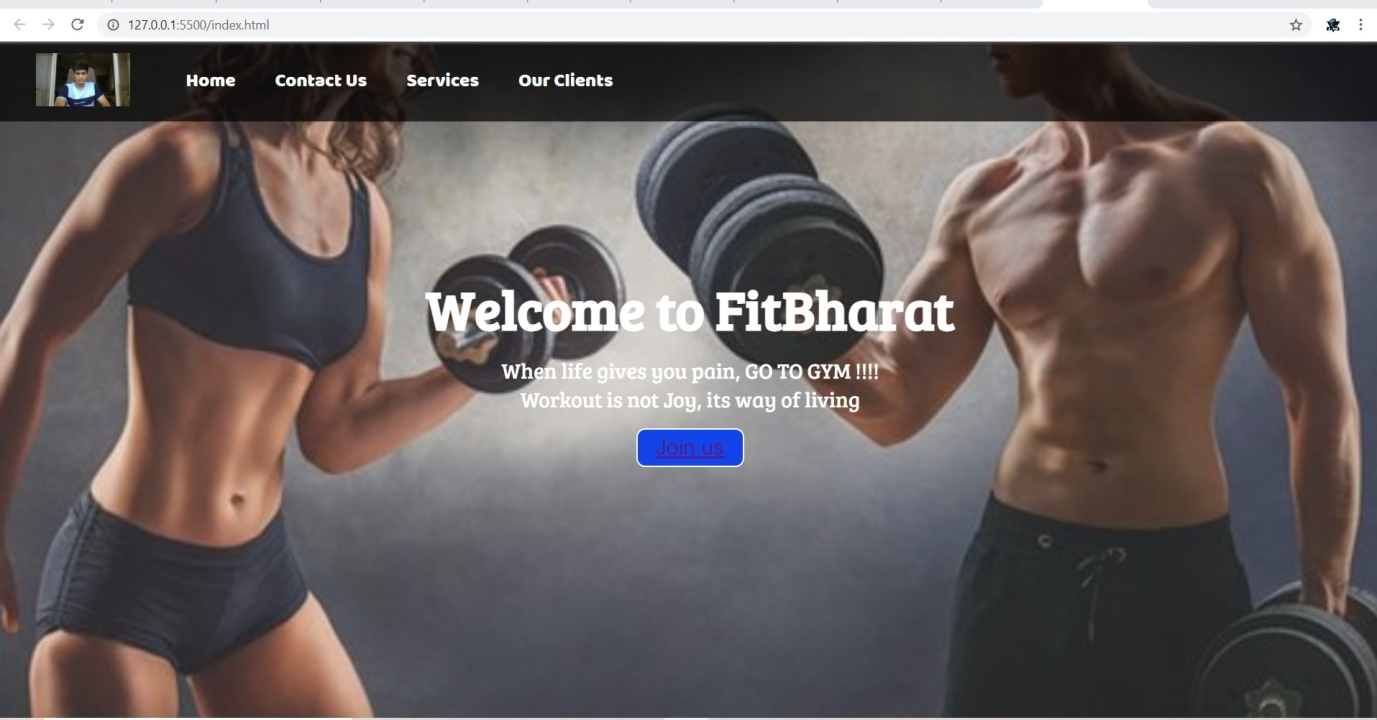 127.0.0.1:5500/index.html
Home Contact Us Services Our Clients
Welcome to FitBharat
When life gives you pain, GO TO GYM !!!!
Workout is not Joy, its way of living
Join us